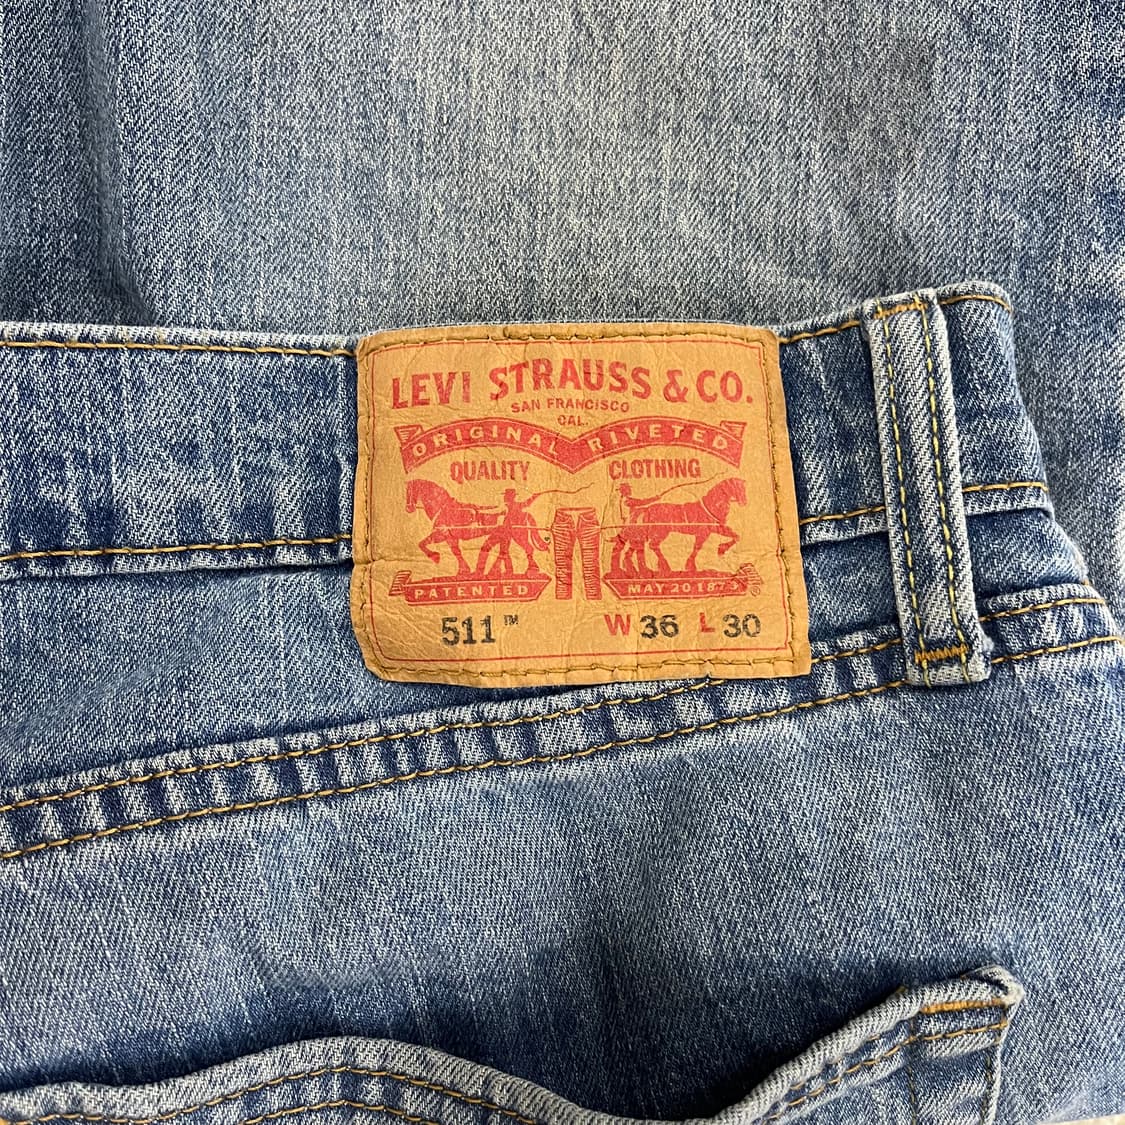 LEVI STRAUSS & CO.
SAN FRANCISCO
CAL.
ORIGINAL RIVETED
QUALITY CLOTHING
PATENTED MAY 20 1873
511™ W 36 L 30